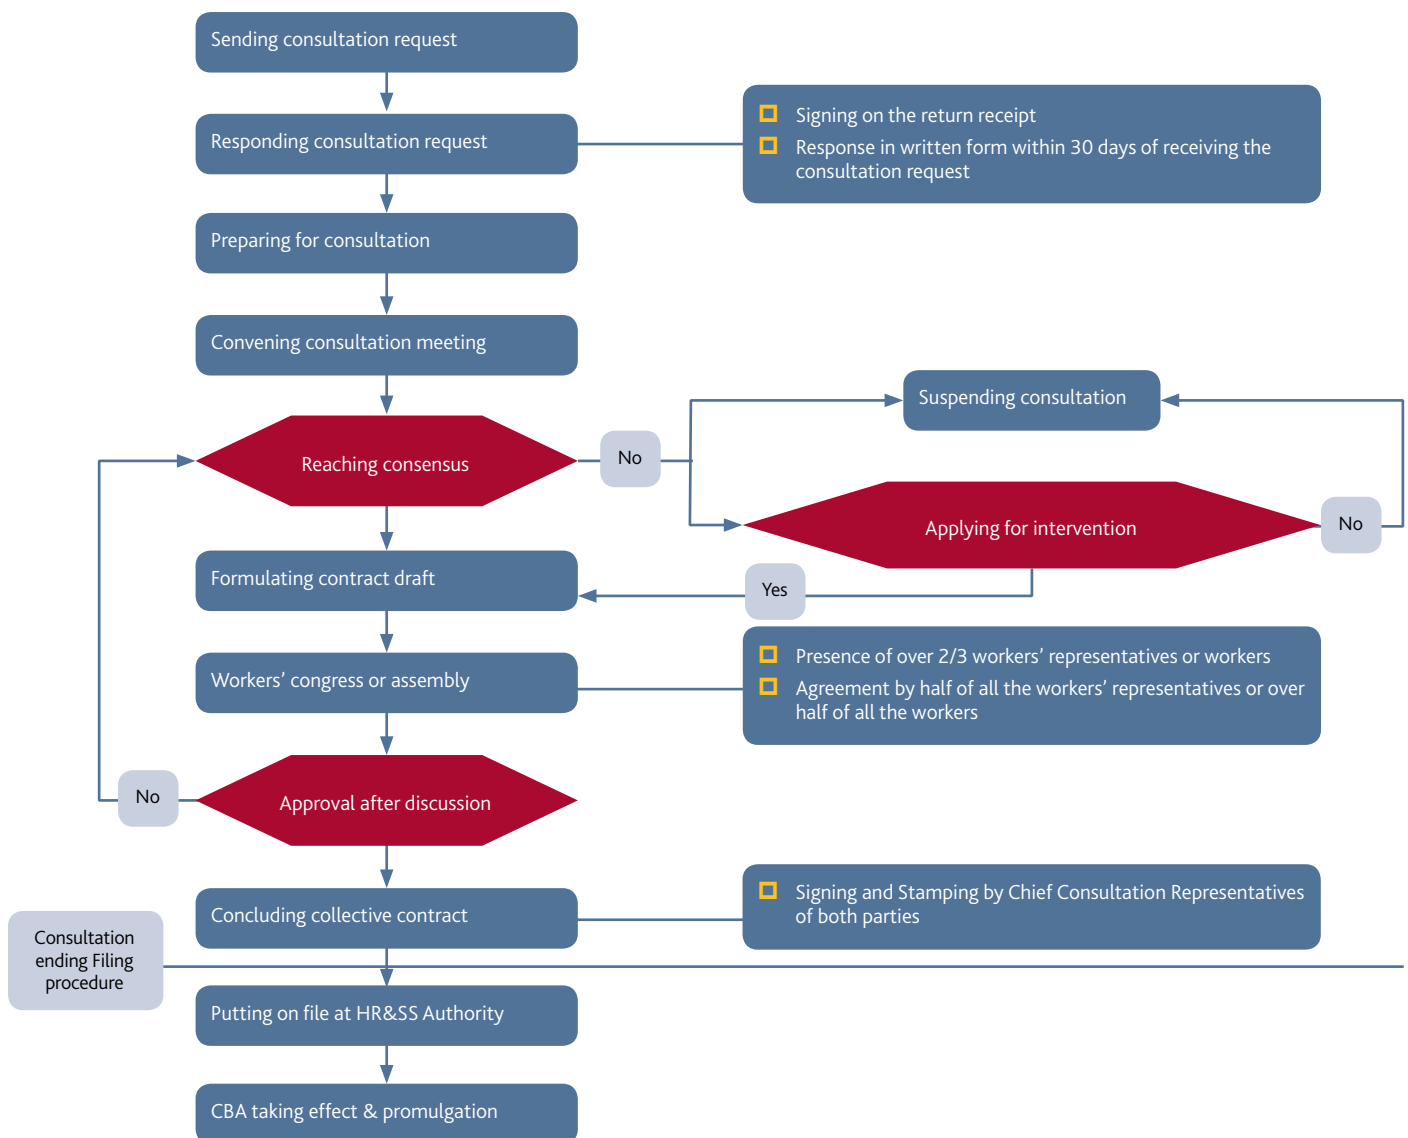 Sending consultation request
Responding consultation request
Signing on the return receipt
Response in written form within 30 days of receiving the
consultation request
Preparing for consultation
Convening consultation meeting
Suspending consultation
Reaching consensus
No
Applying for intervention
No
Formulating contract draft
Yes
Workers’ congress or assembly
Presence of over 2/3 workers’ representatives or workers
Agreement by half of all the workers’ representatives or over
half of all the workers
No
Approval after discussion
Concluding collective contract
Signing and Stamping by Chief Consultation Representatives
of both parties
Consultation
ending Filing
procedure
Putting on file at HR&SS Authority
CBA taking effect & promulgation